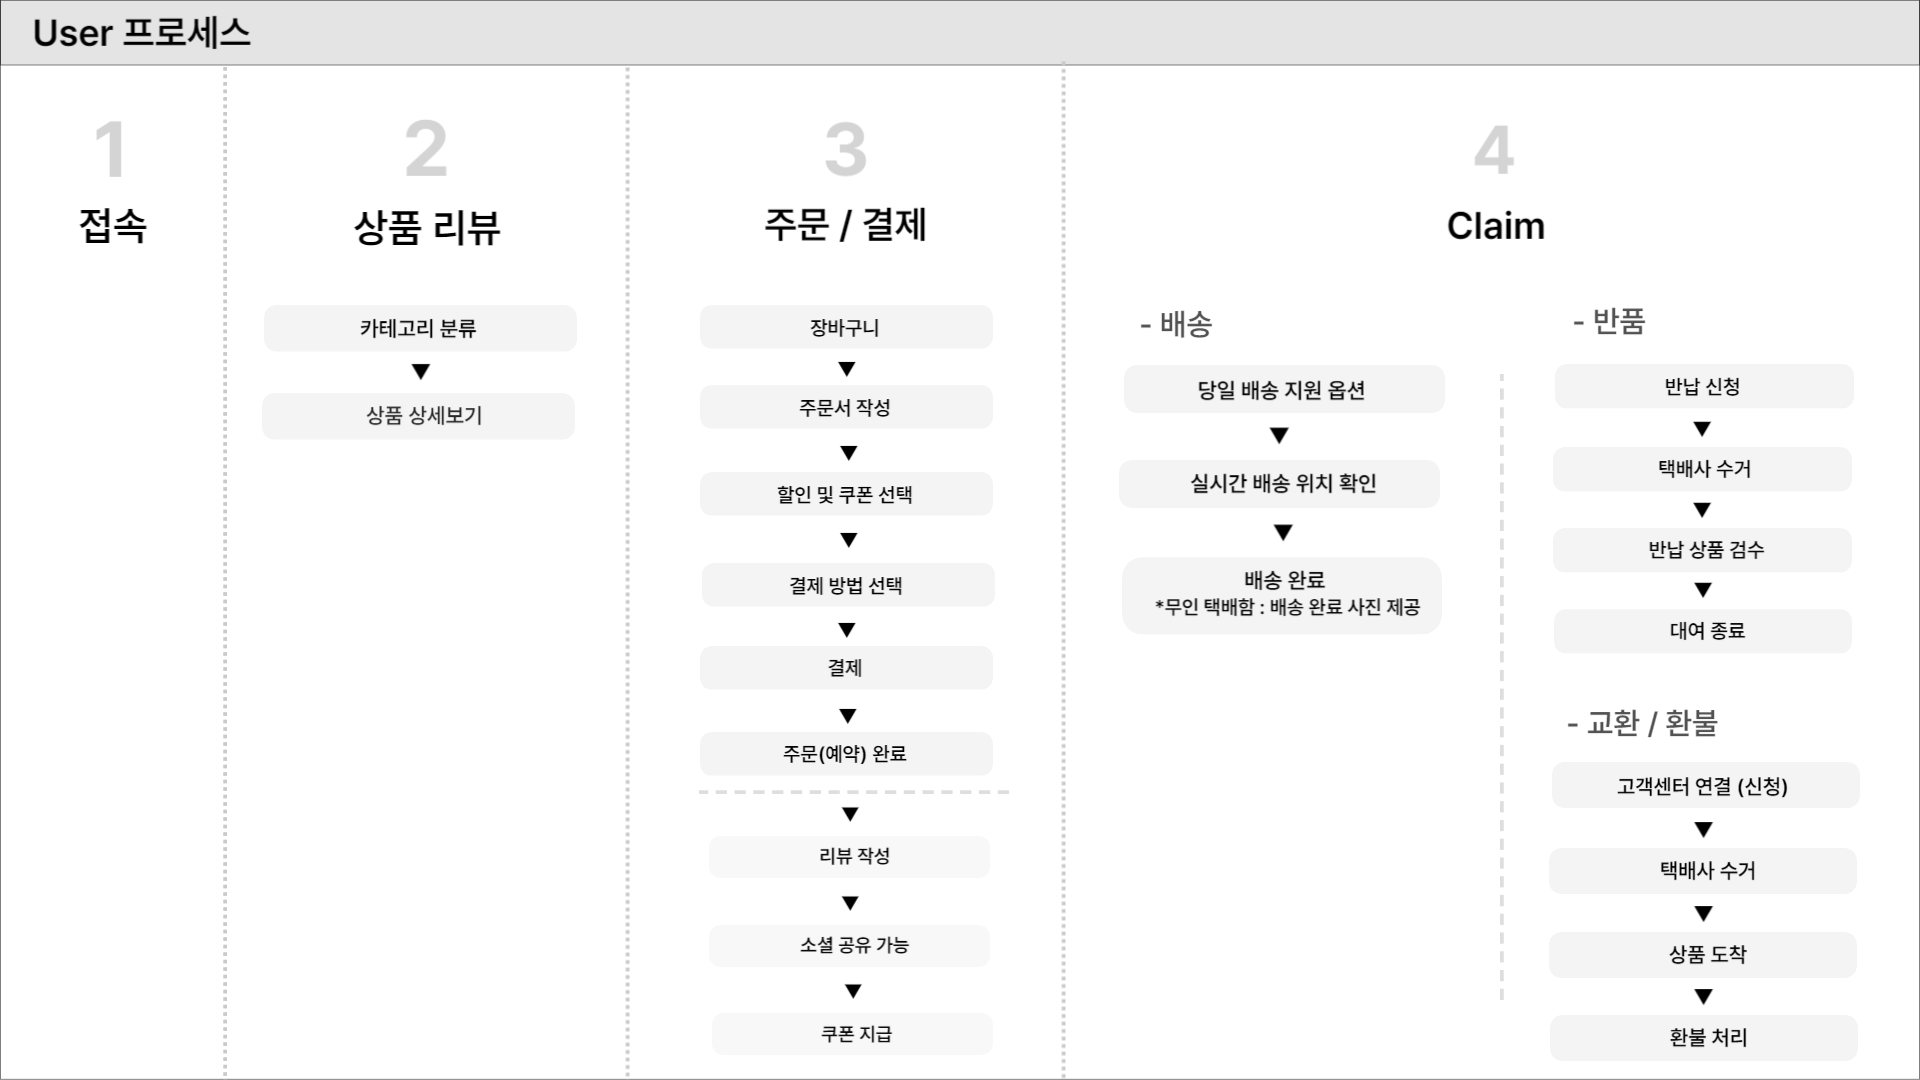 User 프로세스
1
접속
2
상품 리뷰
카테고리 분류
상품 상세보기
3
주문 / 결제
장바구니
주문서 작성
할인 및 쿠폰 선택
결제 방법 선택
결제
주문(예약) 완료
리뷰 작성
소셜 공유 가능
쿠폰 지급
4
Claim
- 배송
당일 배송 지원 옵션
실시간 배송 위치 확인
배송 완료
*무인 택배함 : 배송 완료 사진 제공
- 반품
반납 신청
택배사 수거
반납 상품 검수
대여 종료
- 교환 / 환불
고객센터 연결 (신청)
택배사 수거
상품 도착
환불 처리